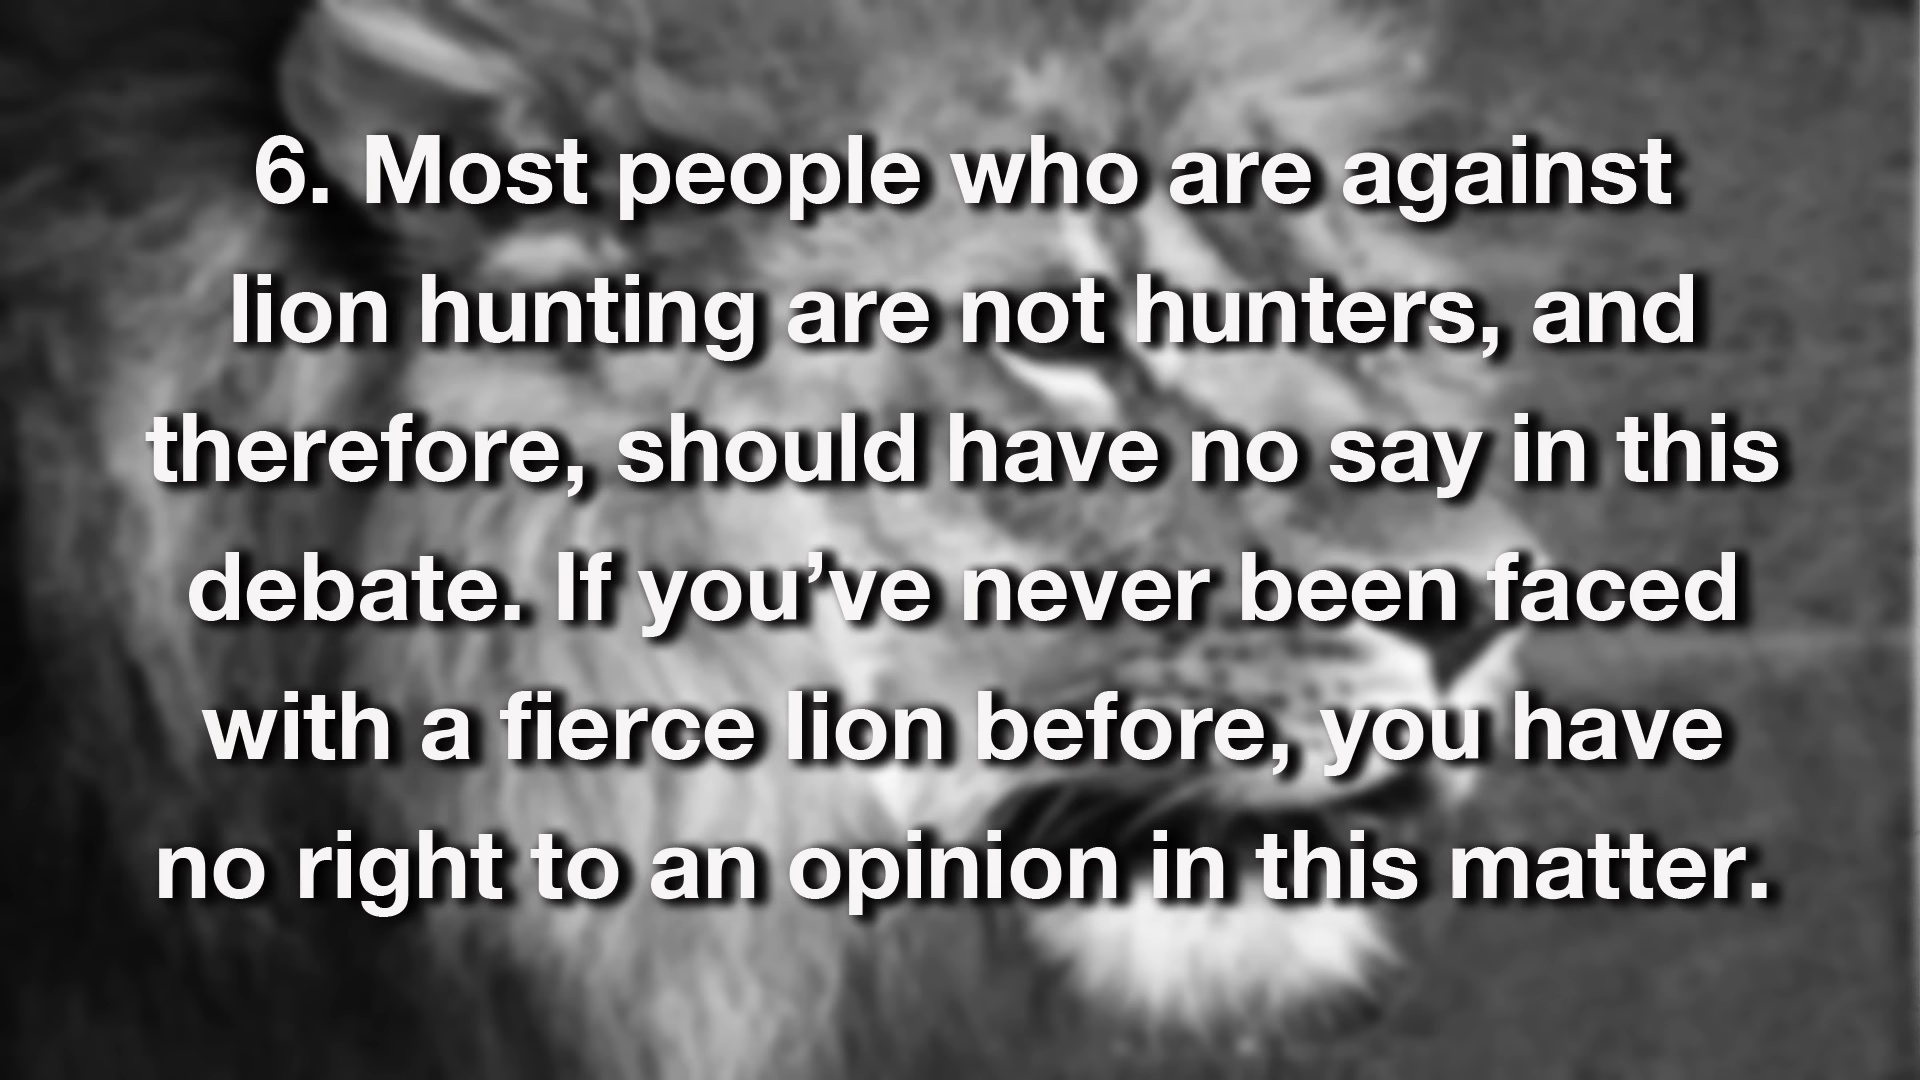 6. Most people who are against
lion hunting are not hunters, and
therefore, should have no say in this
debate. If you’ve never been faced
with a fierce lion before, you have
no right to an opinion in this matter.